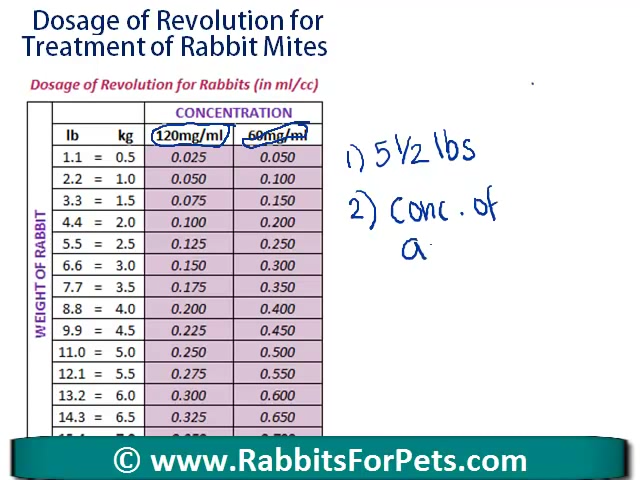 Dosage of Revolution for
Treatment of Rabbit Mites
Dosage of Revolution for Rabbits (in ml/cc)
WEIGHT OF RABBIT
CONCENTRATION
lb kg 120mg/ml 60mg/ml
1.1 = 0.5 0.025 0.050
2.2 = 1.0 0.050 0.100
3.3 = 1.5 0.075 0.150
4.4 = 2.0 0.100 0.200
5.5 = 2.5 0.125 0.250
6.6 = 3.0 0.150 0.300
7.7 = 3.5 0.175 0.350
8.8 = 4.0 0.200 0.400
9.9 = 4.5 0.225 0.450
11.0 = 5.0 0.250 0.500
12.1 = 5.5 0.275 0.550
13.2 = 6.0 0.300 0.600
14.3 = 6.5 0.325 0.650
1) 5 1/2 lbs
2) Conc. of
a
© www.RabbitsForPets.com